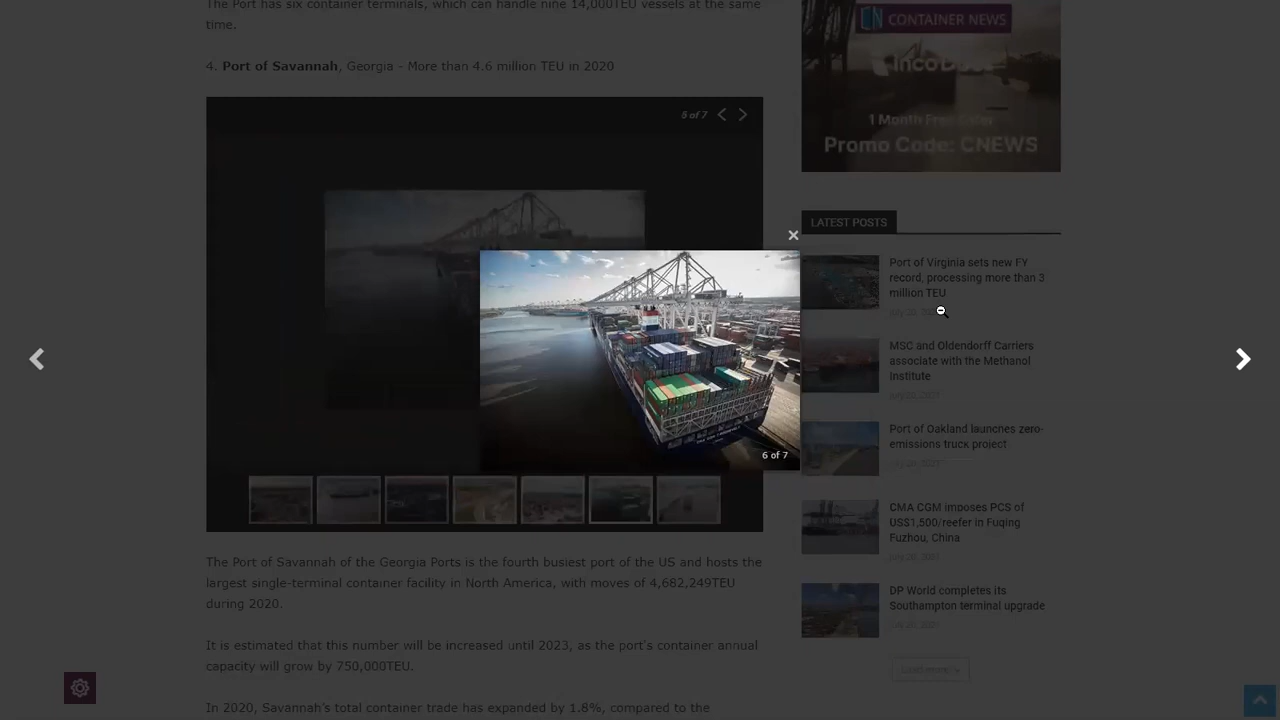 The Port has six container terminals, which can handle nine 14,000TEU vessels at the same
time.
4. Port of Savannah, Georgia - More than 4.6 million TEU in 2020
5 of 7
6 of 7
The Port of Savannah of the Georgia Ports is the fourth busiest port of the US and hosts the
largest single-terminal container facility in North America, with moves of 4,682,249TEU
during 2020.
It is estimated that this number will be increased until 2023, as the port's container annual
capacity will grow by 750,000TEU.
In 2020, Savannah's total container trade has expanded by 1.8%, compared to the
CONTAINER NEWS
1 Month Free
Promo Code: CNEWS
LATEST POSTS
Port of Virginia sets new FY
record, processing more than 3
million TEU
MSC and Oldendorff Carriers
associate with the Methanol
Institute
Port of Oakland launches zero-
emissions truck project
CMA CGM imposes PCS of
US$1,500/reefer in Fuqing
Fuzhou, China
DP World completes its
Southampton terminal upgrade
Load more